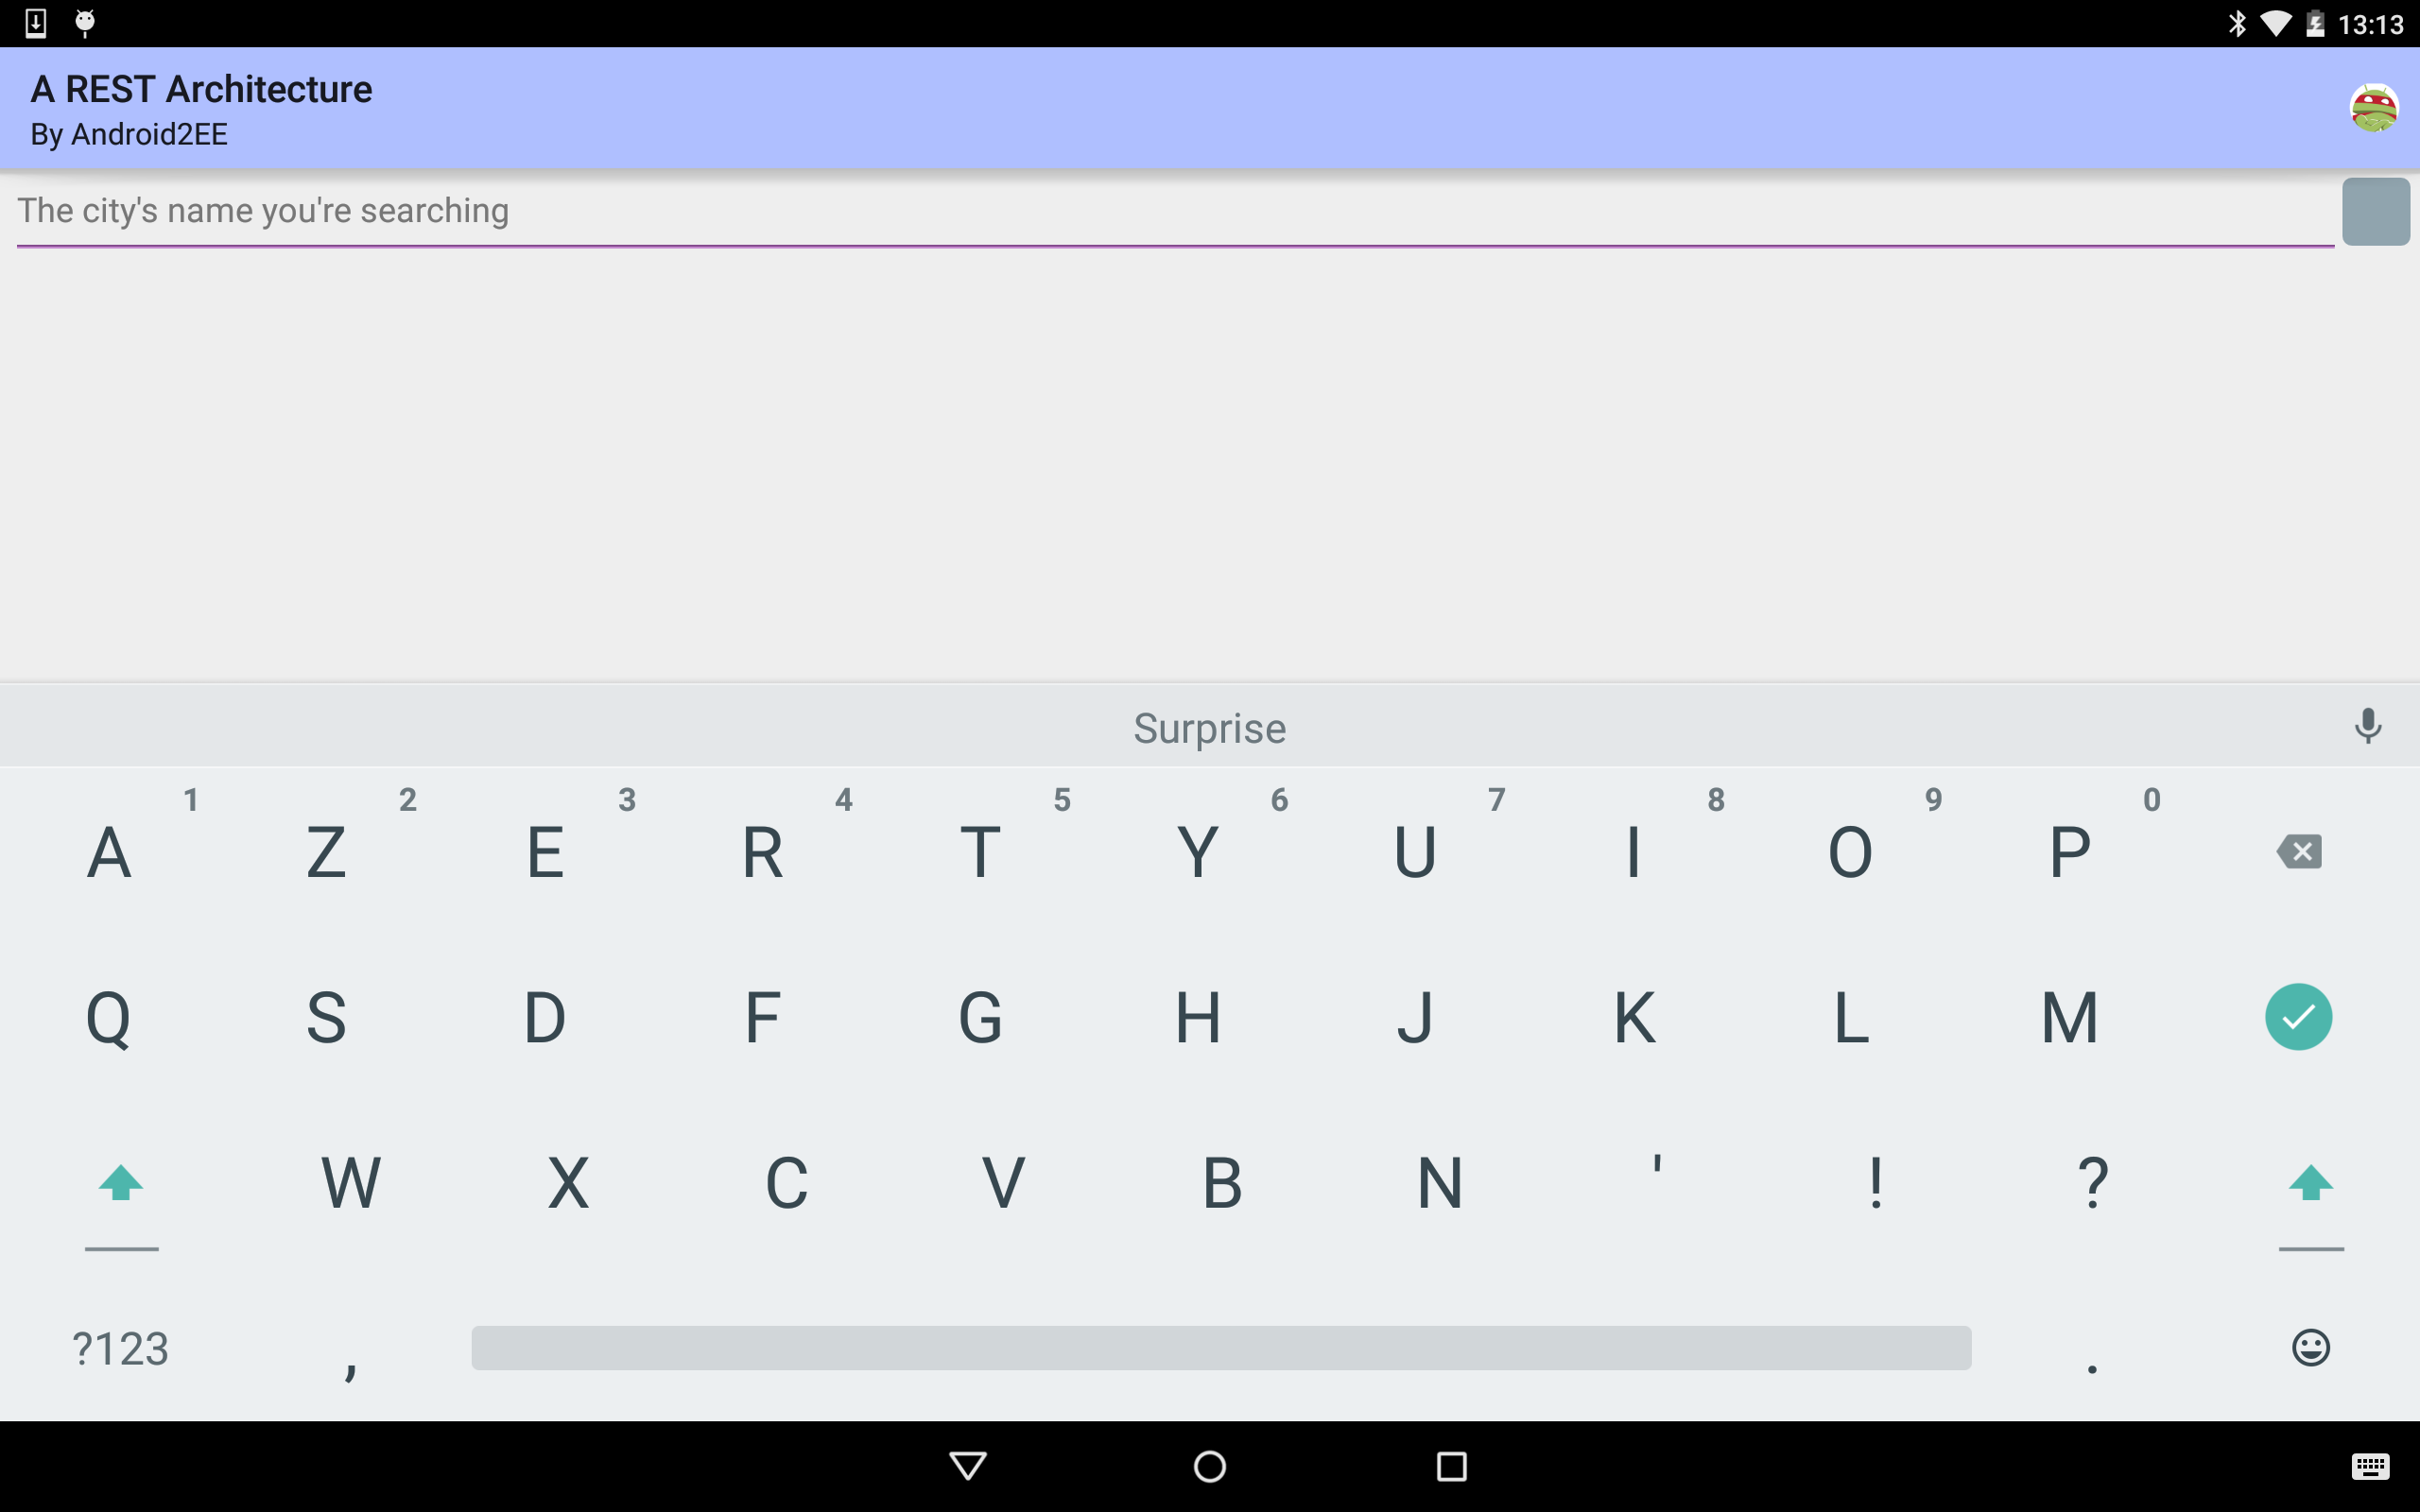 13:13
A REST Architecture
By Android2EE
The city's name you're searching
Surprise
1 2 3 4 5 6 7 8 9 0
A Z E R T Y U I O P
Q S D F G H J K L M
W X C V B N ' ! ?
?123 , .